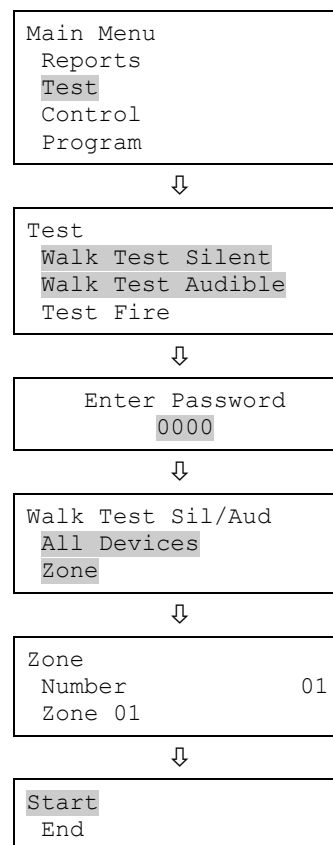 Main Menu
Reports
Test
Control
Program
⇩
Test
Walk Test Silent
Walk Test Audible
Test Fire
⇩
Enter Password
0000
⇩
Walk Test Sil/Aud
All Devices
Zone
⇩
Zone
Number 01
Zone 01
⇩
Start
End